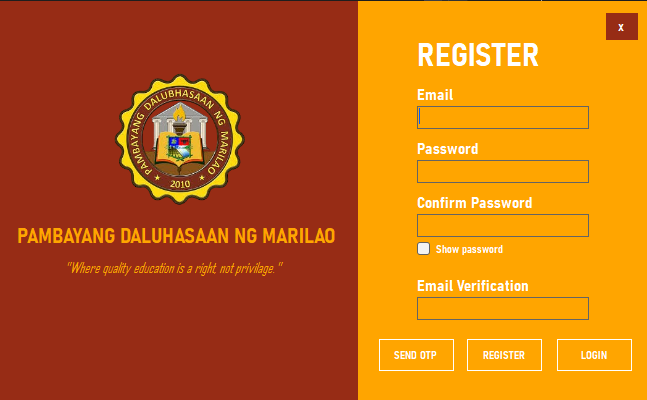 PAMBAYANG DALUBHASAAN NG MARILAO
2010
PAMBAYANG DALUHASAAN NG MARILAO
"Where quality education is a right, not privilage."
x
REGISTER
Email
Password
Confirm Password
Show password
Email Verification
SEND OTP
REGISTER
LOGIN